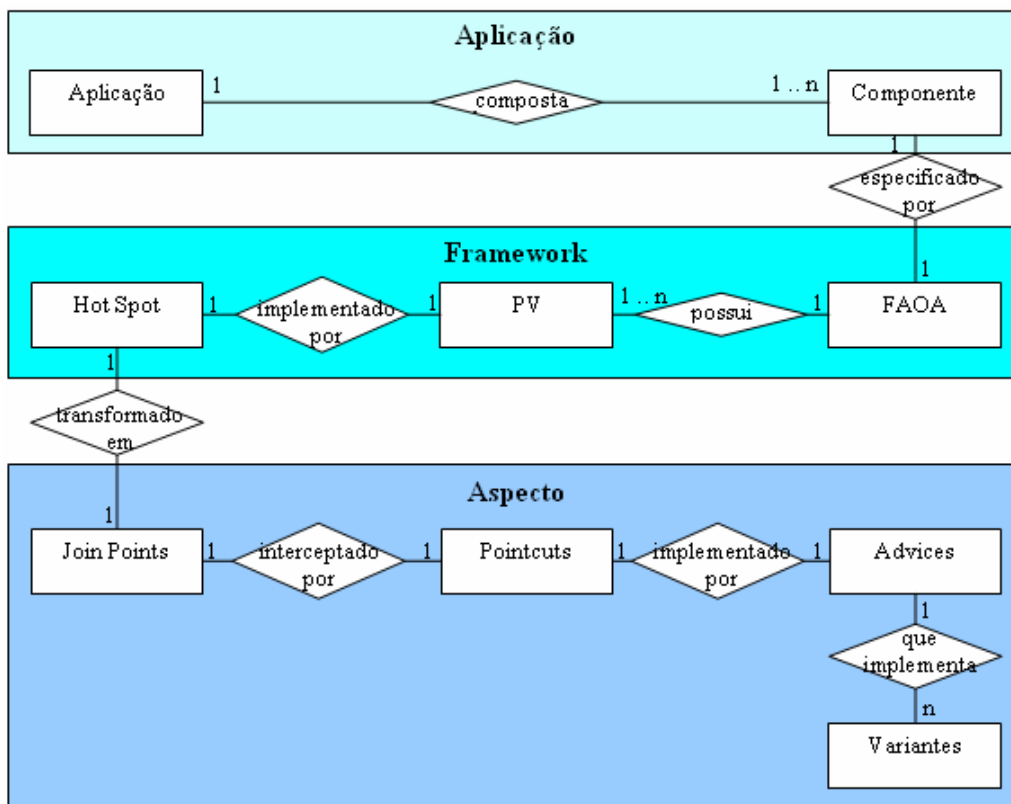 Aplicação
Aplicação
1
composta
1 .. n
Componente
1
especificado
por
1
Framework
Hot Spot
1
implementado
por
1
PV
1 .. n
possui
1
FAOA
1
transformado
em
1
Aspecto
Join Points
1
interceptado
por
1
Pointcuts
1
implementado
por
1
Advices
1
que
implementa
n
Variantes